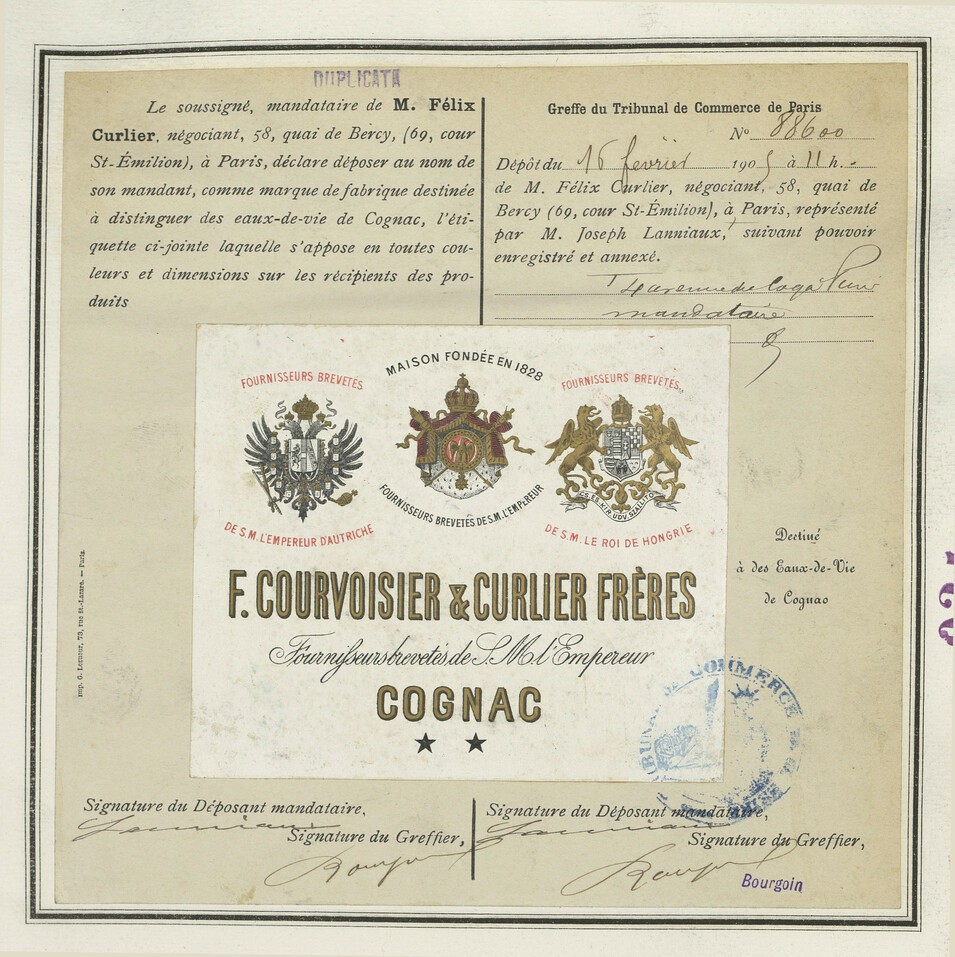 DUPLICATA
Le soussigné, mandataire de M. Félix
Curlier, négociant, 58, quai de Bercy, (69, cour
St-Émilion), à Paris, déclare déposer au nom de
son mandant, comme marque de fabrique destinée
à distinguer des eaux-de-vie de Cognac, l'éti-
quette ci-jointe laquelle s'appose en toutes cou-
leurs et dimensions sur les récipients des pro-
duits
Greffe du Tribunal de Commerce de Paris
No 88600
Dépôt du 16 février 1905 à 11 h.
de M. Félix Curlier, négociant, 58, quai de
Bercy (69, cour St-Émilion), à Paris, représenté
par M. Joseph Lanniaux, suivant pouvoir
enregistré et annexé.
mandataire
MAISON FONDÉE EN 1828
FOURNISSEURS BREVETÉS
DE S.M. L'EMPEREUR D'AUTRICHE
FOURNISSEURS BREVETÉS DE S.M. L'EMPEREUR
FOURNISSEURS BREVETÉS
DE S.M. LE ROI DE HONGRIE
F. COURVOISIER & CURLIER FRÈRES
Fournisseurs brevetés de S.M. l'Empereur
COGNAC
Destiné
à des Eaux-de-Vie
de Cognac
COMMERCE
Signature du Déposant mandataire,
Signature du Greffier,
Signature du Déposant mandataire,
Signature du Greffier,
Bourgoin